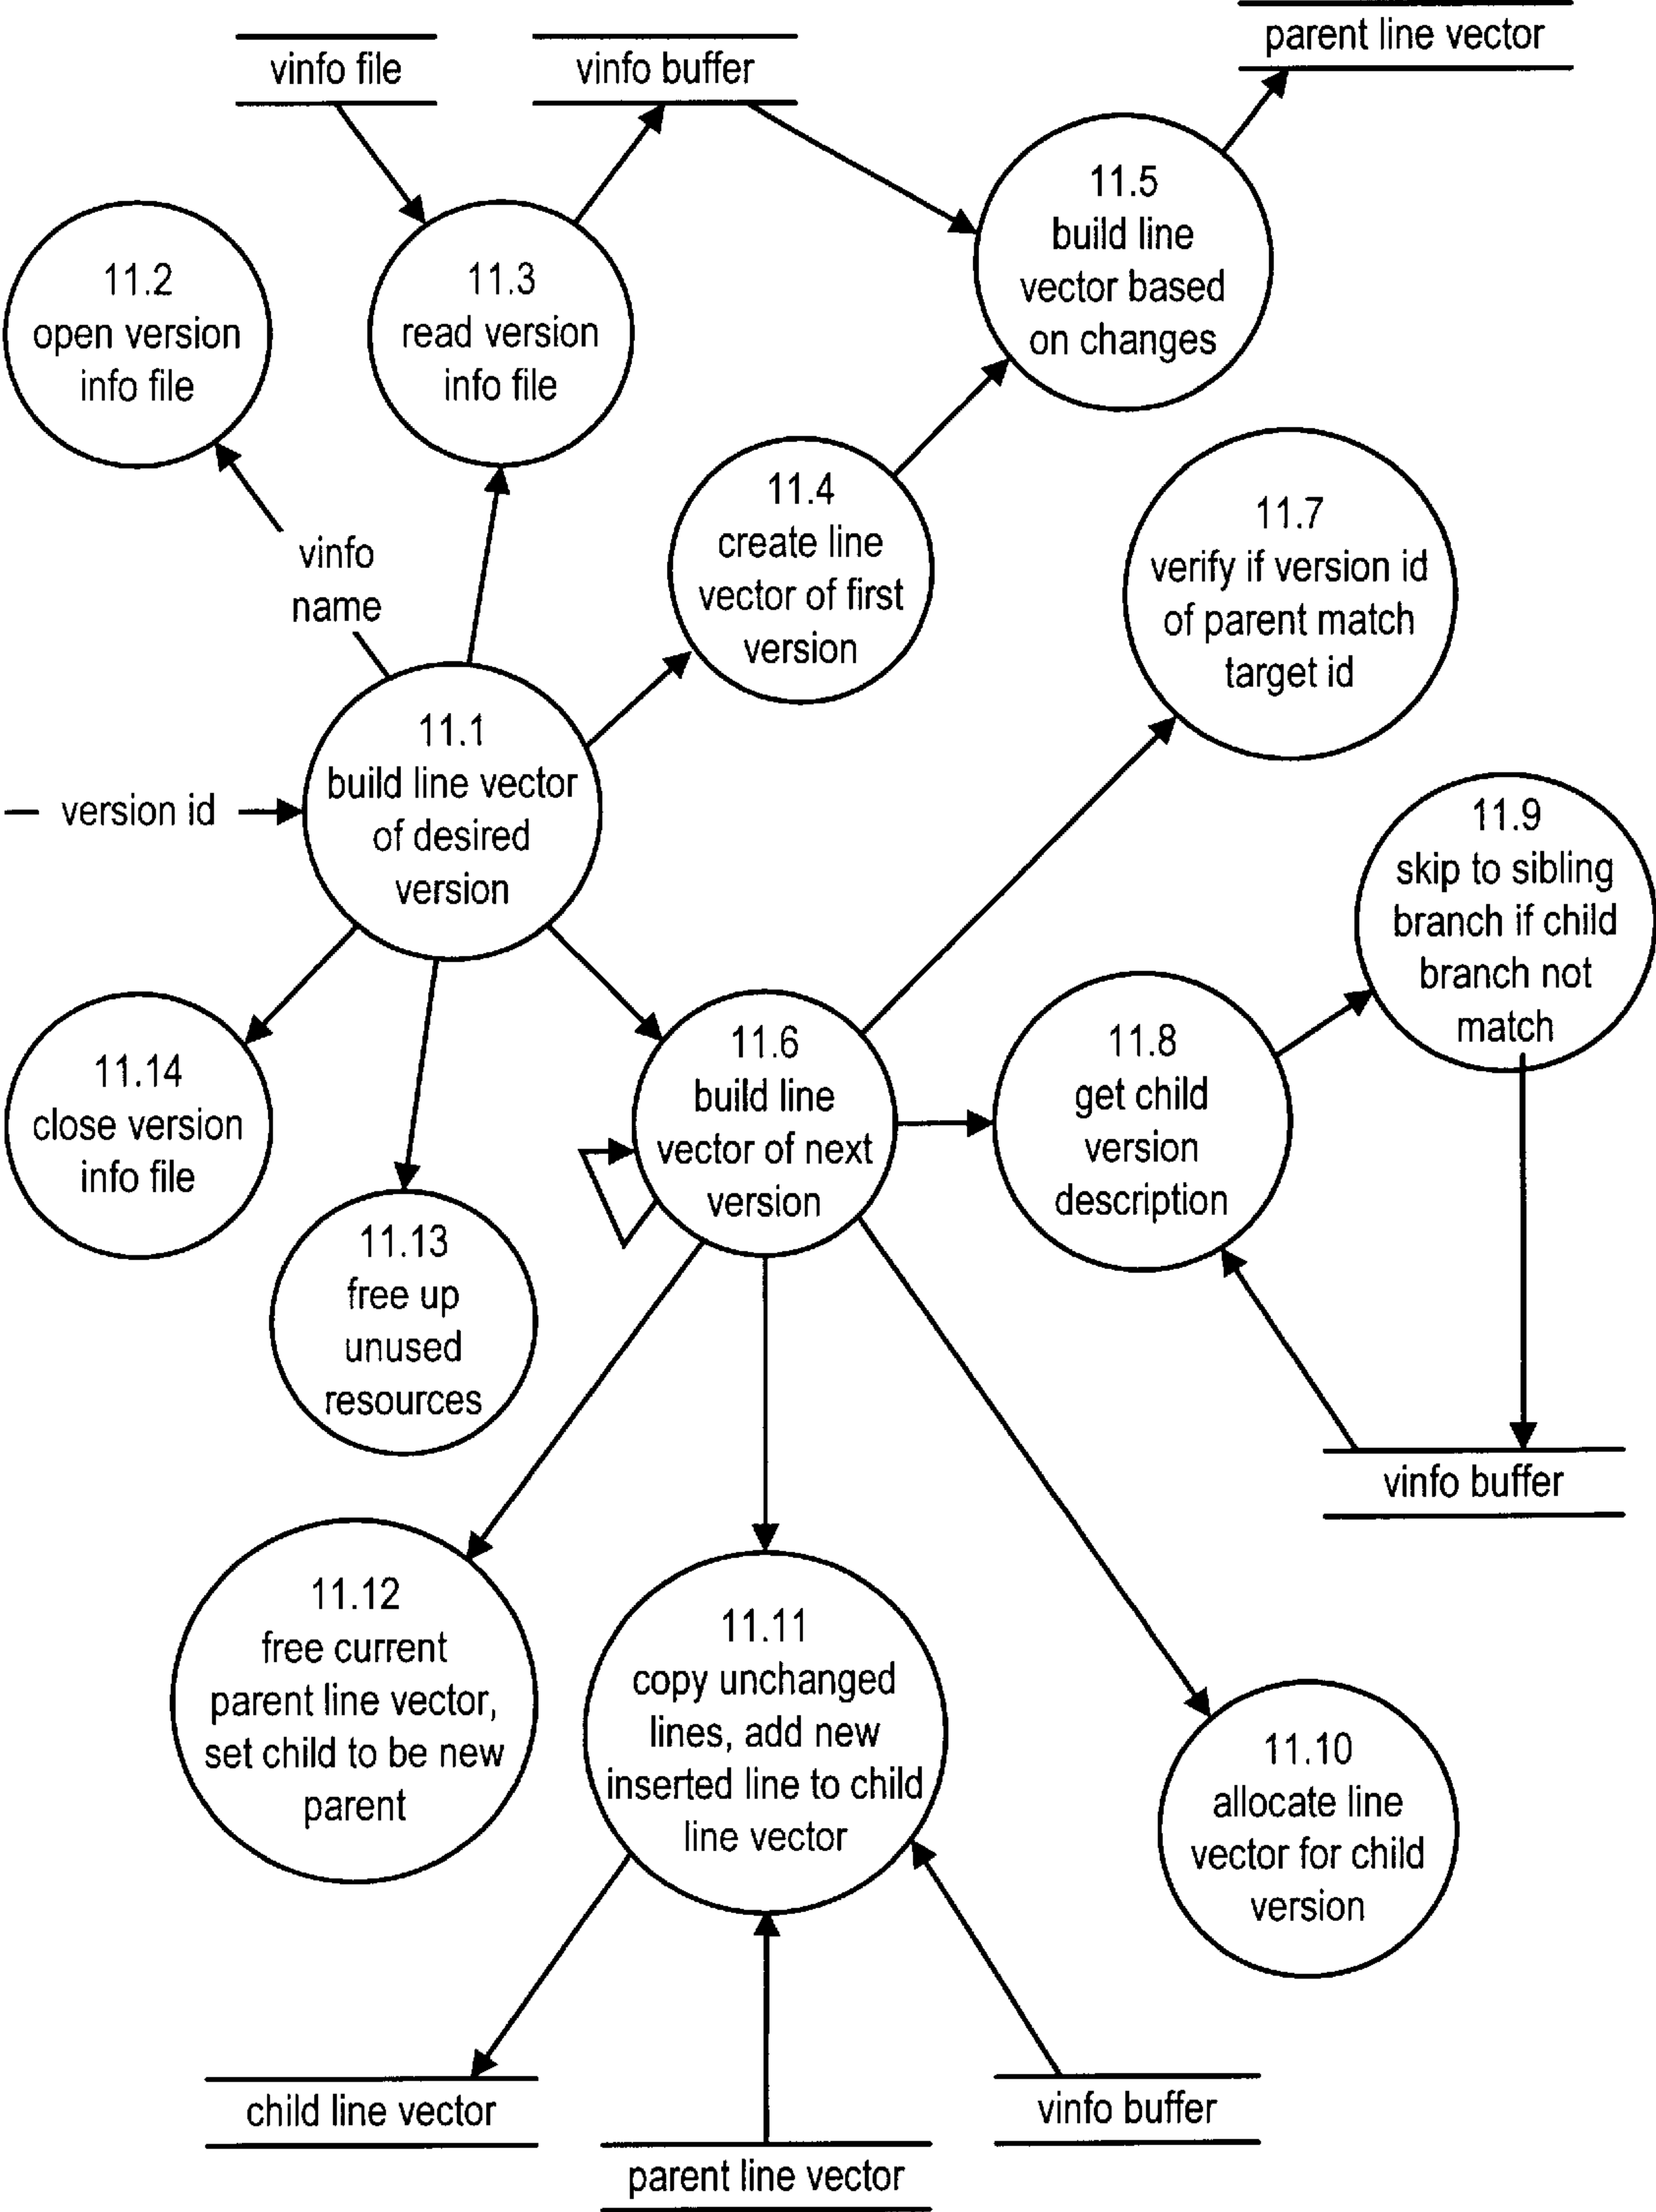 parent line vector
vinfo file
vinfo buffer
11.5
build line
vector based
on changes
11.2
open version
info file
11.3
read version
info file
11.4
create line
vector of first
version
11.7
verify if version id
of parent match
target id
vinfo
name
11.1
build line vector
of desired
version
version id
11.9
skip to sibling
branch if child
branch not
match
11.14
close version
info file
11.6
build line
vector of next
version
11.8
get child
version
description
11.13
free up
unused
resources
vinfo buffer
11.12
free current
parent line vector,
set child to be new
parent
11.11
copy unchanged
lines, add new
inserted line to child
line vector
11.10
allocate line
vector for child
version
child line vector
vinfo buffer
parent line vector